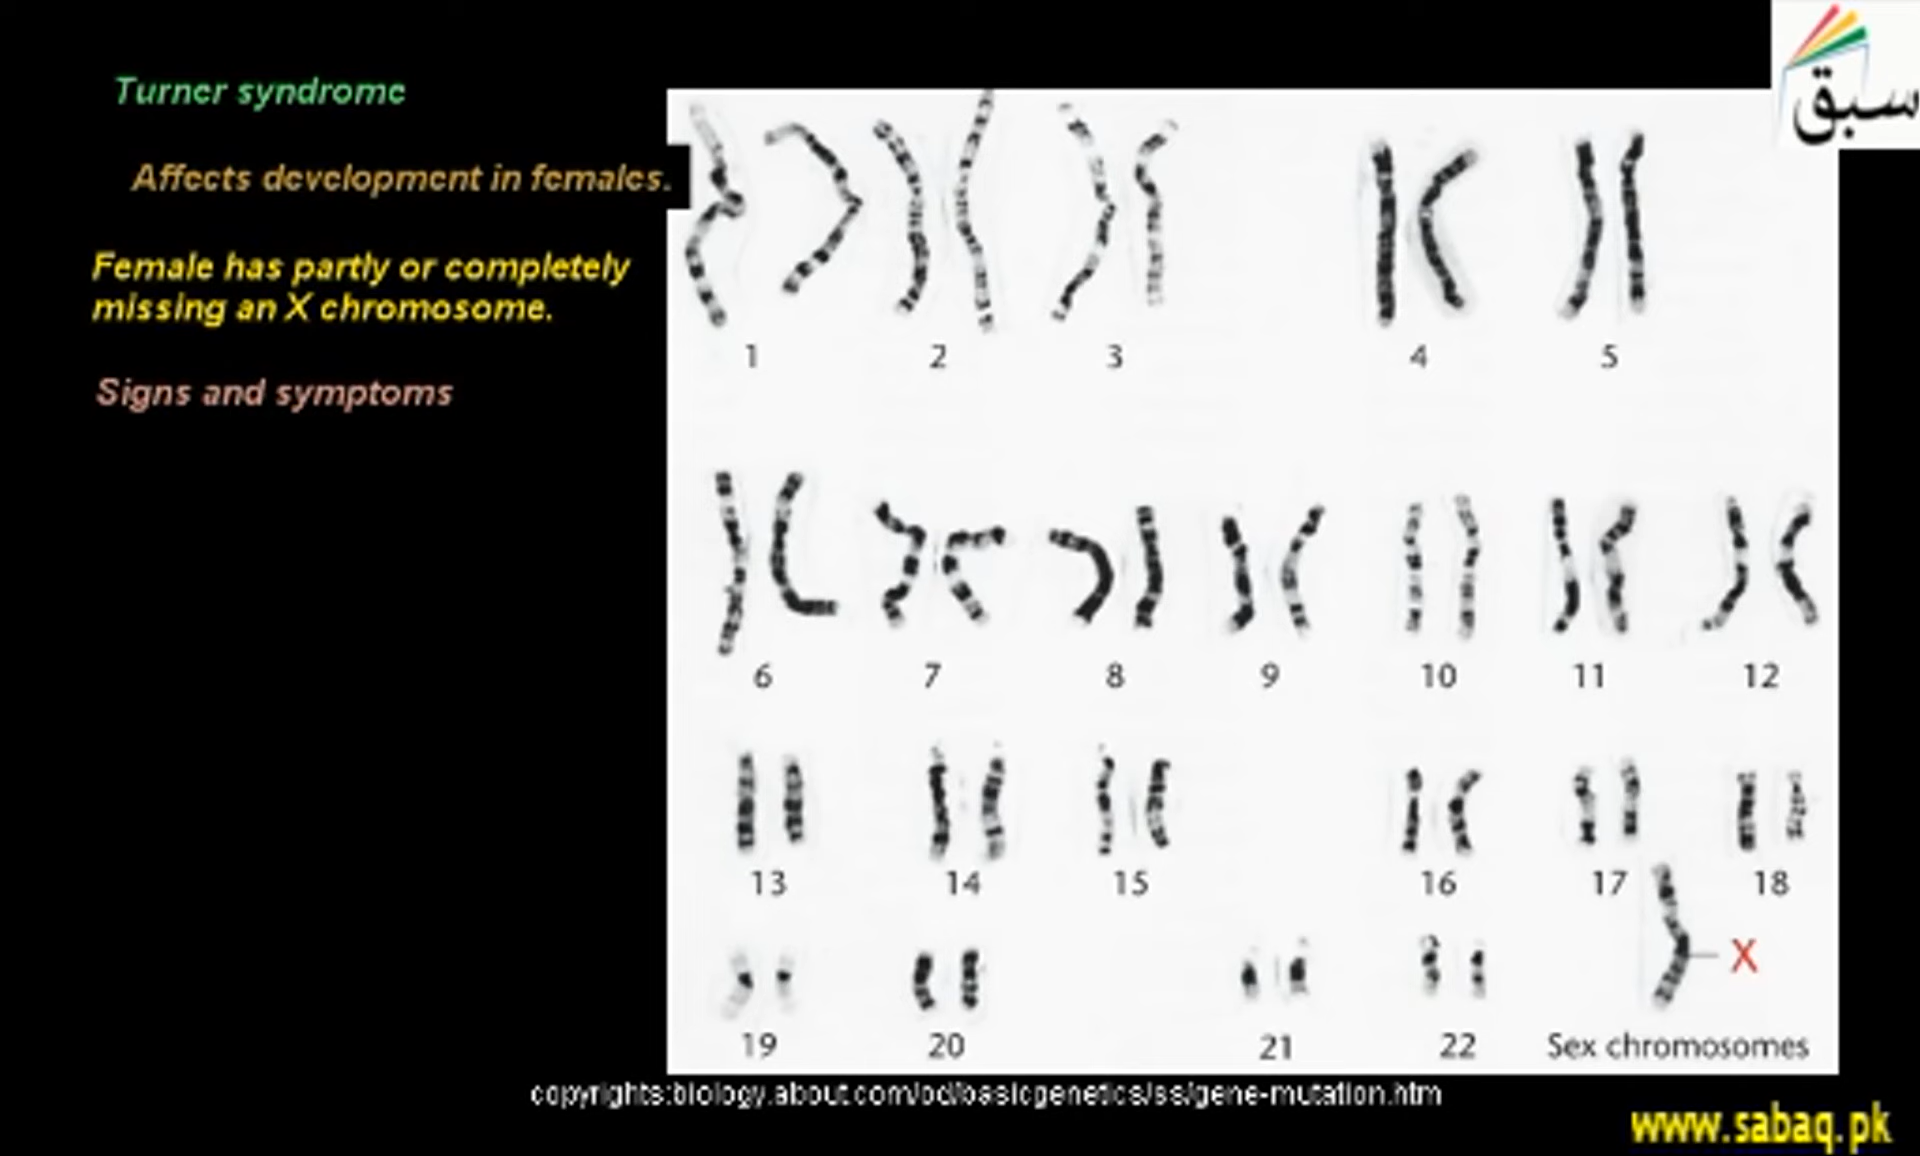 سبق
Turner syndrome
Affects development in females.
Female has partly or completely
missing an X chromosome.
Signs and symptoms
1 2 3 4 5
6 7 8 9 10 11 12
13 14 15 16 17 18
X
19 20 21 22 Sex chromosomes
copyrights:biology.about.com/od/basicgenetics/ss/gene-mutation.htm
www.sabaq.pk